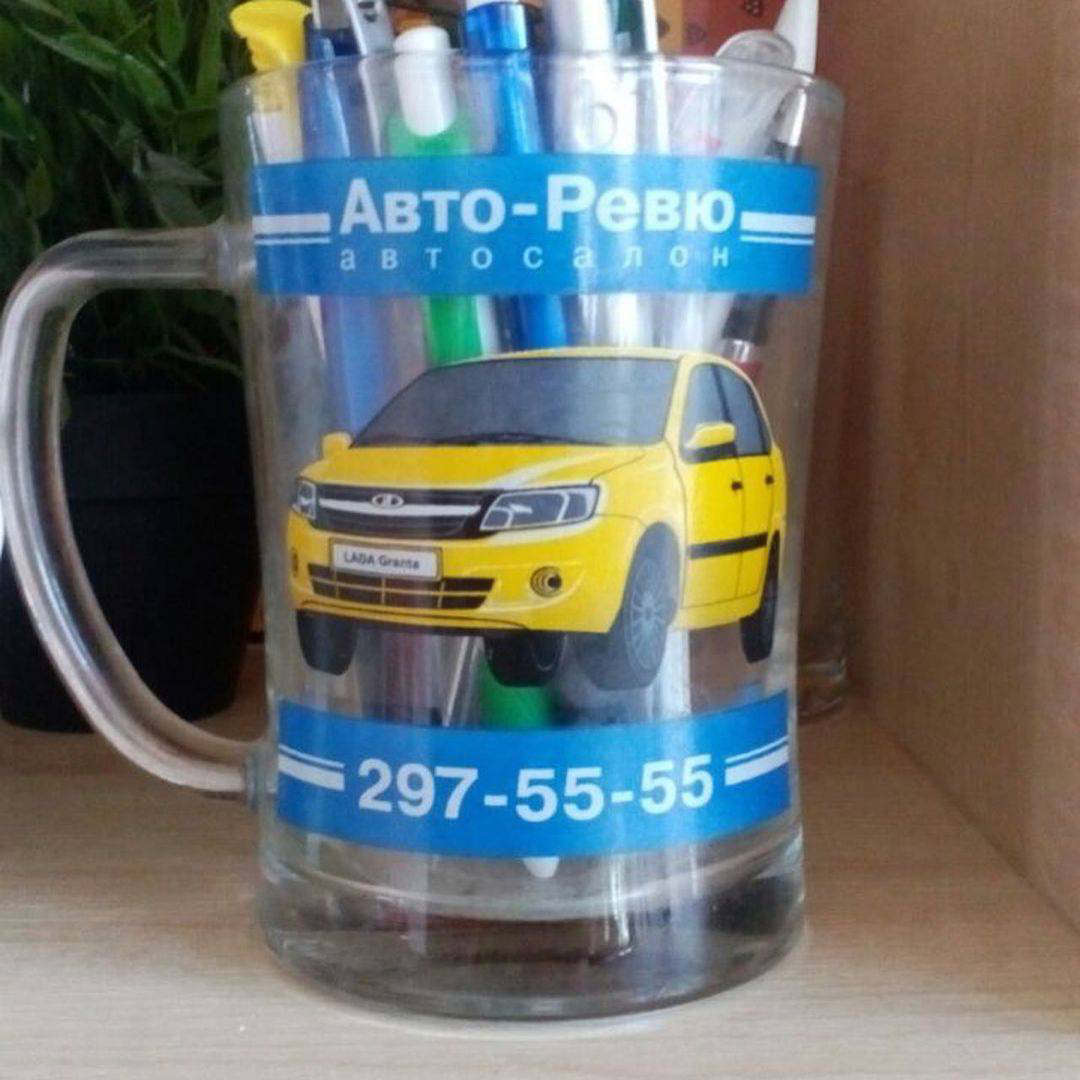 Авто-Ревю
автосалон
LADA Granta
297-55-55